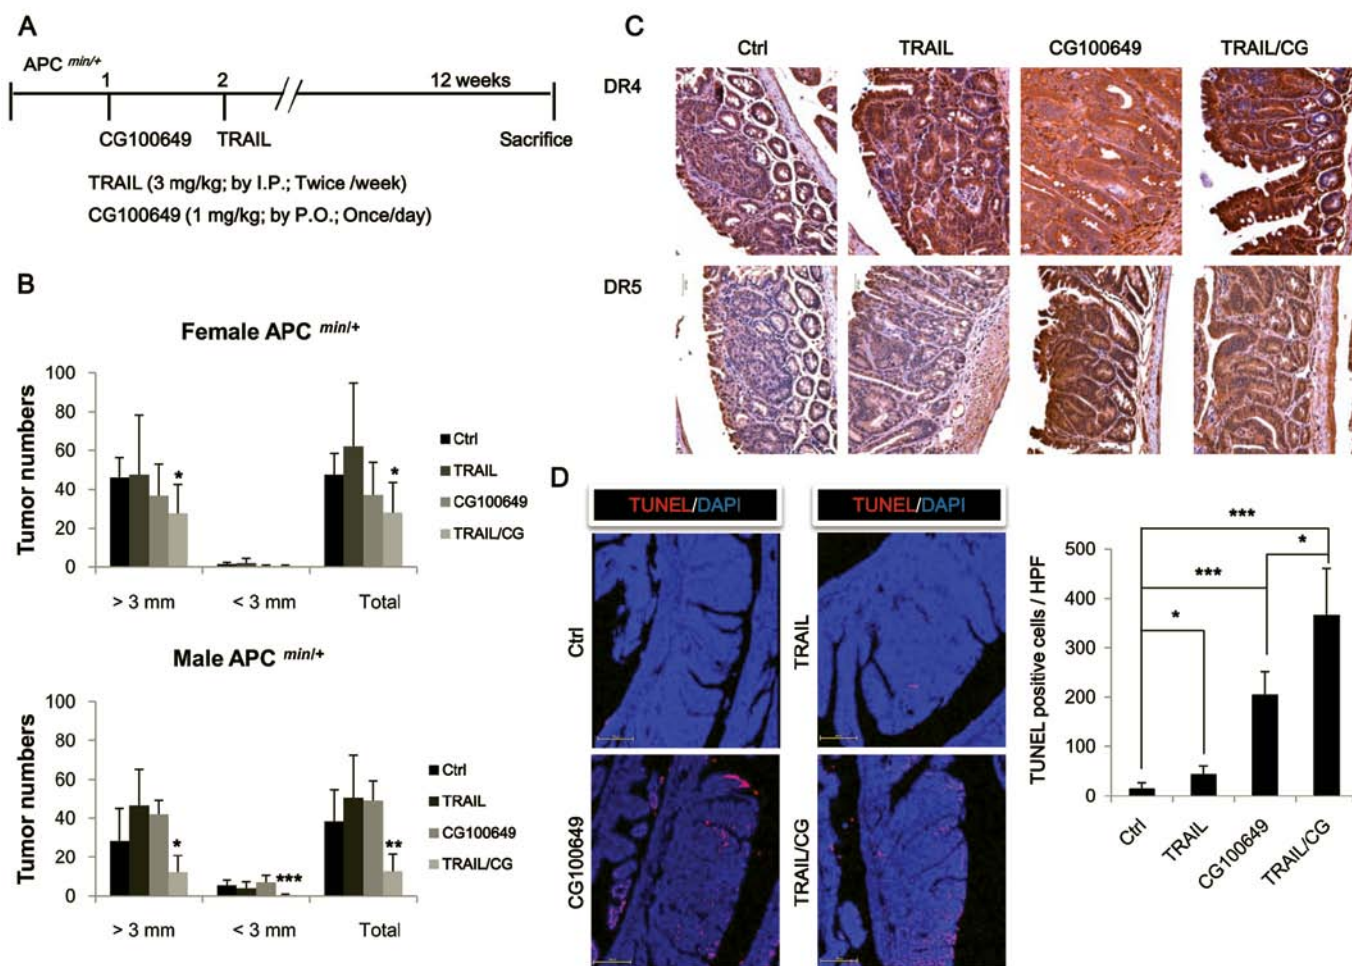 A
APC min/+
1
2
12 weeks
CG100649
TRAIL
Sacrifice
TRAIL (3 mg/kg; by I.P.; Twice /week)
CG100649 (1 mg/kg; by P.O.; Once/day)
B
Female APC min/+
Tumor numbers
100
80
60
40
20
0
*
*
> 3 mm
< 3 mm
Total
Ctrl
TRAIL
CG100649
TRAIL/CG
Male APC min/+
Tumor numbers
100
80
60
40
20
0
*
***
**
> 3 mm
< 3 mm
Total
Ctrl
TRAIL
CG100649
TRAIL/CG
C
Ctrl
TRAIL
CG100649
TRAIL/CG
DR4
DR5
D
TUNEL/DAPI
TUNEL/DAPI
Ctrl
TRAIL
CG100649
TRAIL/CG
TUNEL positive cells / HPF
500
400
300
200
100
0
***
*
***
*
Ctrl
TRAIL
CG100649
TRAIL/CG